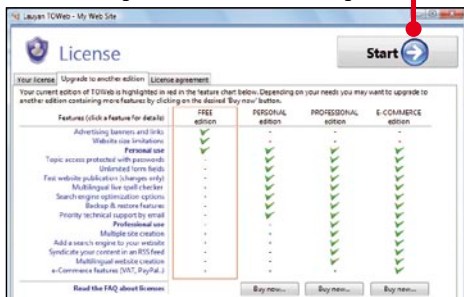 Lauyan TOWeb - My Web Site
License
Start
Your license Upgrade to another edition License agreement
Your current edition of TOWeb is highlighted in red in the feature chart below. Depending on your needs you may want to upgrade to
another edition containing more features by clicking on the desired 'Buy now' button.
Features (click a feature for details) FREE edition PERSONAL edition PROFESSIONAL edition E-COMMERCE edition
Advertising banners and links
Website size limitations
Personal use
Topic access protected with passwords
Unlimited form fields
Fast website publication (changes only)
Multilingual live spell checker
Search engine optimization options
Backup & restore features
Priority technical support by email
Professional use
Multiple site creation
Add a search engine to your website
Syndicate your content in an RSS feed
Multilingual website creation
e-Commerce features (VAT, PayPal..)
Read the FAQ about licenses Buy now... Buy now... Buy now...